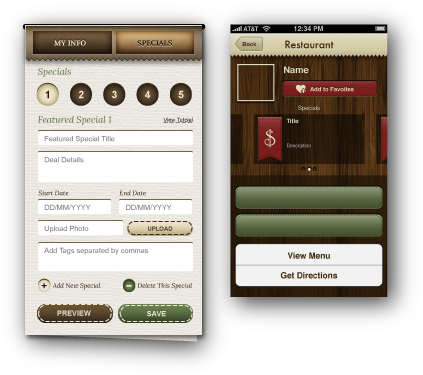 MY INFO
SPECIALS
Specials
1 2 3 4 5
Featured Special 1
View Detail
Featured Special Title
Deal Details
Start Date End Date
DD/MM/YYYY DD/MM/YYYY
Upload Photo UPLOAD
Add Tags separated by commas
Add New Special Delete This Special
PREVIEW SAVE
AT&T 12:34 PM
Back Restaurant
Name
Add to Favoites
Specials
$ Title
Description
View Menu
Get Directions